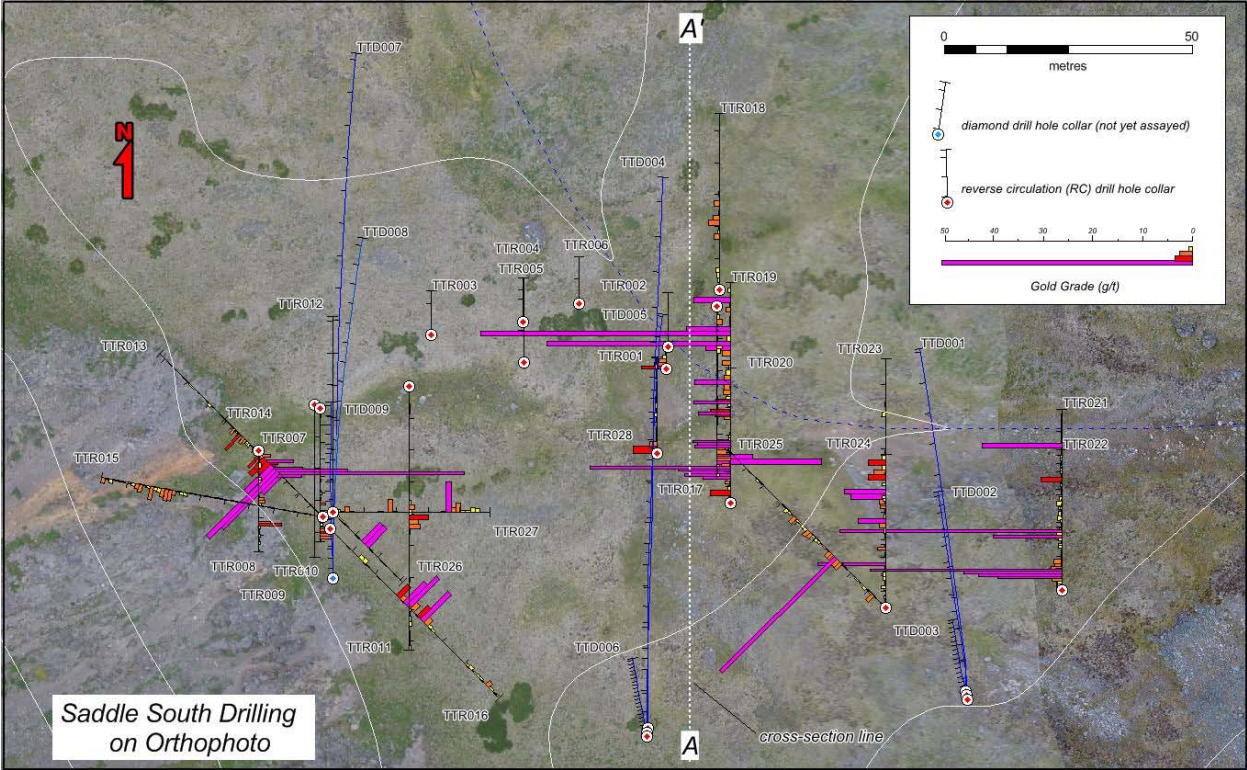 A'
TTD007
0 50
metres
diamond drill hole collar (not yet assayed)
reverse circulation (RC) drill hole collar
50 40 30 20 10 0
Gold Grade (g/t)
N
TTR018
TTD004
TTD008
TTR004
TTR006
TTR005
TTR003
TTR002
TTR019
TTR012
TTD005
TTR013
TTR001
TTR020
TTR023
TTD001
TTR014
TTD009
TTR021
TTR007
TTR028
TTR025
TTR024
TTR022
TTR015
TTR017
TTD002
TTR027
TTR008
TTR010
TTR026
TTR009
TTR011
TTD006
TTD003
TTR016
Saddle South Drilling
on Orthophoto
A
cross-section line